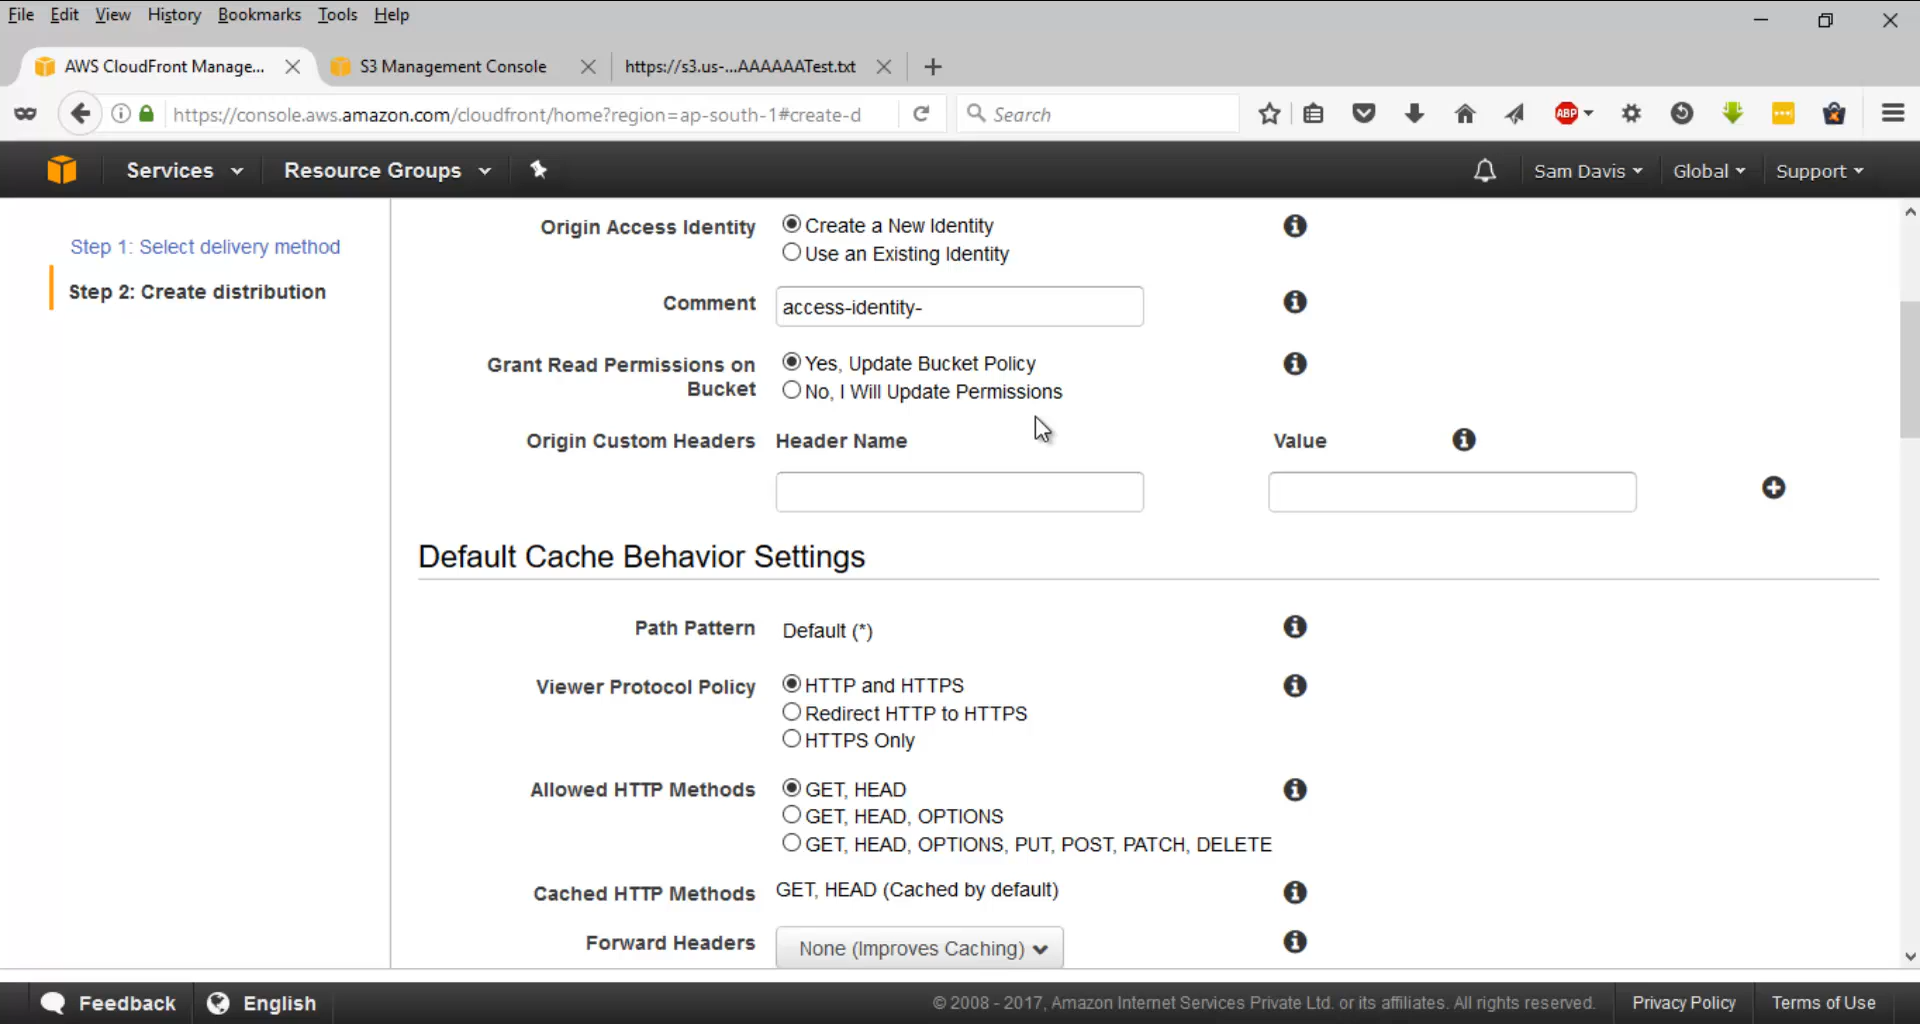 File Edit View History Bookmarks Tools Help
AWS CloudFront Manage... S3 Management Console https://s3.us-...AAAAAATest.txt
https://console.aws.amazon.com/cloudfront/home?region=ap-south-1#create-d Search ABP
Services Resource Groups Sam Davis Global Support
Step 1: Select delivery method
Step 2: Create distribution
Origin Access Identity Create a New Identity
Use an Existing Identity
Comment access-identity-
Grant Read Permissions on Bucket Yes, Update Bucket Policy
No, I Will Update Permissions
Origin Custom Headers Header Name Value
Default Cache Behavior Settings
Path Pattern Default (*)
Viewer Protocol Policy HTTP and HTTPS
Redirect HTTP to HTTPS
HTTPS Only
Allowed HTTP Methods GET, HEAD
GET, HEAD, OPTIONS
GET, HEAD, OPTIONS, PUT, POST, PATCH, DELETE
Cached HTTP Methods GET, HEAD (Cached by default)
Forward Headers None (Improves Caching)
Feedback English © 2008 - 2017, Amazon Internet Services Private Ltd. or its affiliates. All rights reserved. Privacy Policy Terms of Use